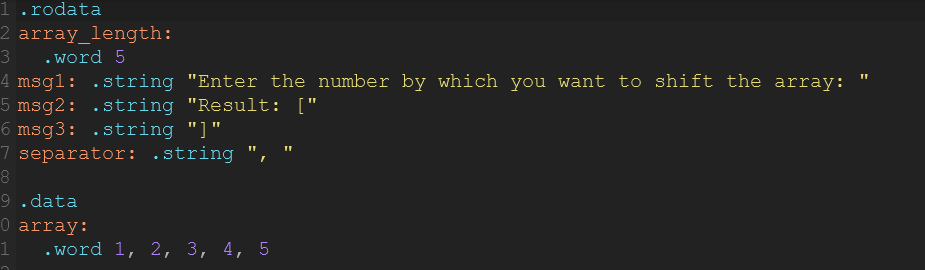 1 .rodata
2 array_length:
3   .word 5
4 msg1: .string "Enter the number by which you want to shift the array: "
5 msg2: .string "Result: ["
6 msg3: .string "]"
7 separator: .string ", "
8
9 .data
0 array:
1   .word 1, 2, 3, 4, 5